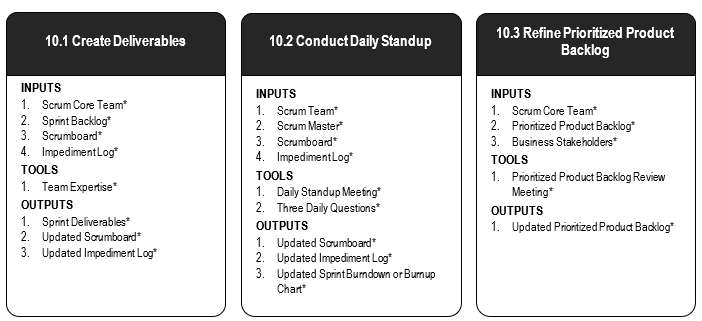 10.1 Create Deliverables
INPUTS
1. Scrum Core Team*
2. Sprint Backlog*
3. Scrumboard*
4. Impediment Log*
TOOLS
1. Team Expertise*
OUTPUTS
1. Sprint Deliverables*
2. Updated Scrumboard*
3. Updated Impediment Log*
10.2 Conduct Daily Standup
INPUTS
1. Scrum Team*
2. Scrum Master*
3. Scrumboard*
4. Impediment Log*
TOOLS
1. Daily Standup Meeting*
2. Three Daily Questions*
OUTPUTS
1. Updated Scrumboard*
2. Updated Impediment Log*
3. Updated Sprint Burndown or Burnup
Chart*
10.3 Refine Prioritized Product
Backlog
INPUTS
1. Scrum Core Team*
2. Prioritized Product Backlog*
3. Business Stakeholders*
TOOLS
1. Prioritized Product Backlog Review
Meeting*
OUTPUTS
1. Updated Prioritized Product Backlog*